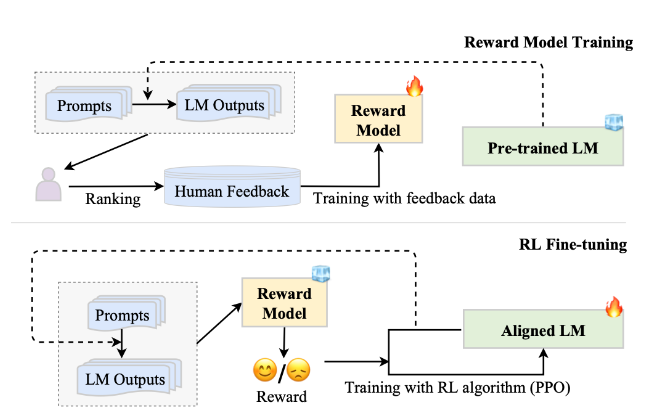 Reward Model Training
Prompts
LM Outputs
Reward
Model
Pre-trained LM
Ranking
Human Feedback
Training with feedback data
RL Fine-tuning
Prompts
LM Outputs
Reward
Model
/
Reward
Aligned LM
Training with RL algorithm (PPO)